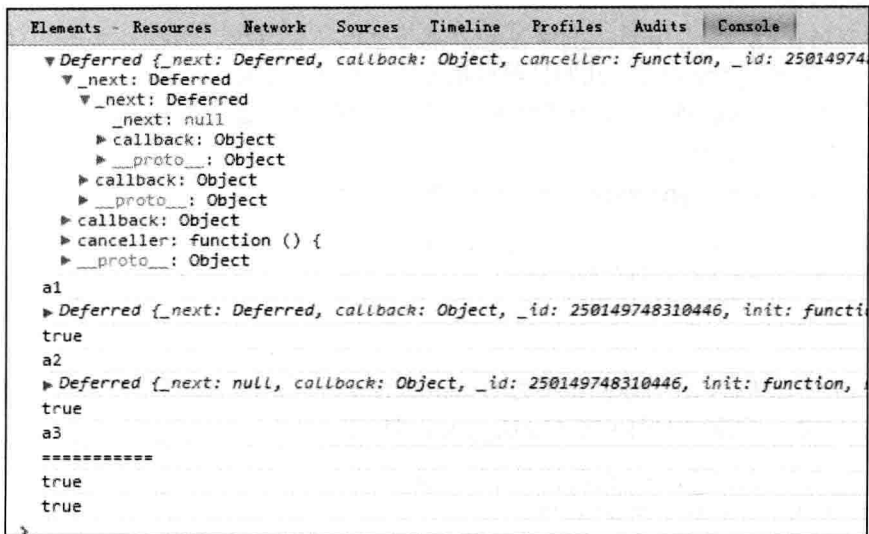 Elements Resources Network Sources Timeline Profiles Audits Console
▼Deferred {_next: Deferred, callback: Object, canceller: function, _id: 25014974
▼_next: Deferred
▼_next: Deferred
_next: null
▶callback: Object
▶__proto__: Object
▶callback: Object
▶__proto__: Object
▶callback: Object
▶canceller: function () {
▶__proto__: Object
a1
▶Deferred {_next: Deferred, callback: Object, _id: 250149748310446, init: functi
true
a2
▶Deferred {_next: null, callback: Object, _id: 250149748310446, init: function,
true
a3
===========
true
true
>